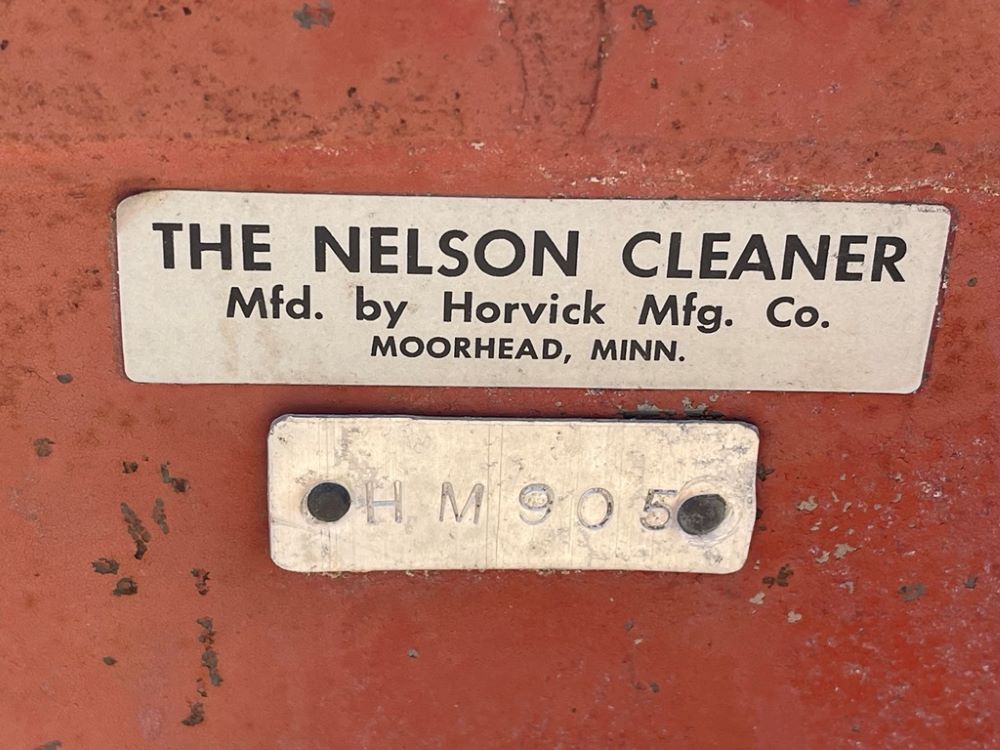 THE NELSON CLEANER
Mfd. by Horvick Mfg. Co.
MOORHEAD, MINN.
HM905